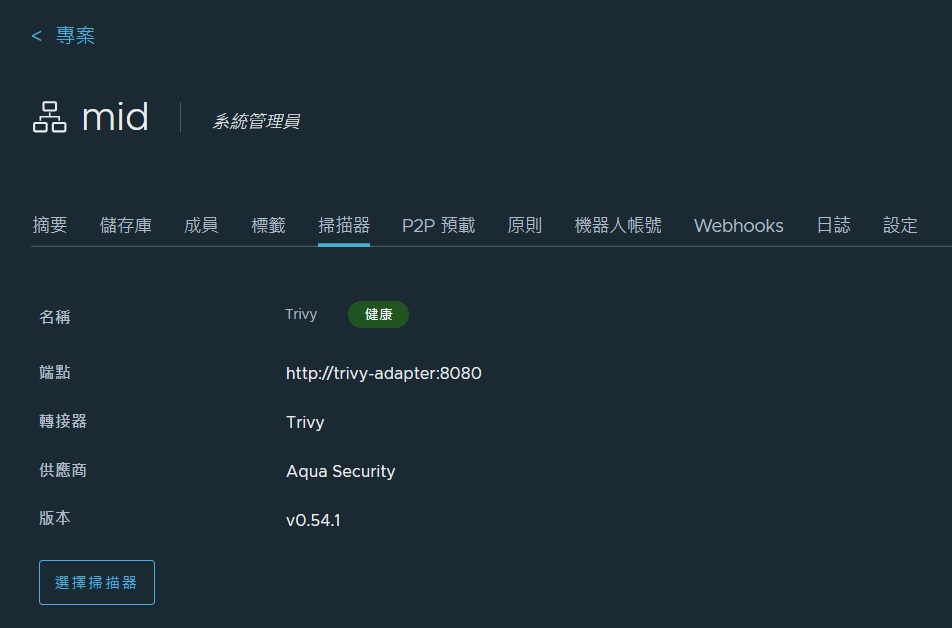 < 專案
mid 系統管理員
摘要 儲存庫 成員 標籤 掃描器 P2P 預載 原則 機器人帳號 Webhooks 日誌 設定
名稱 Trivy 健康
端點 http://trivy-adapter:8080
轉接器 Trivy
供應商 Aqua Security
版本 v0.54.1
選擇掃描器